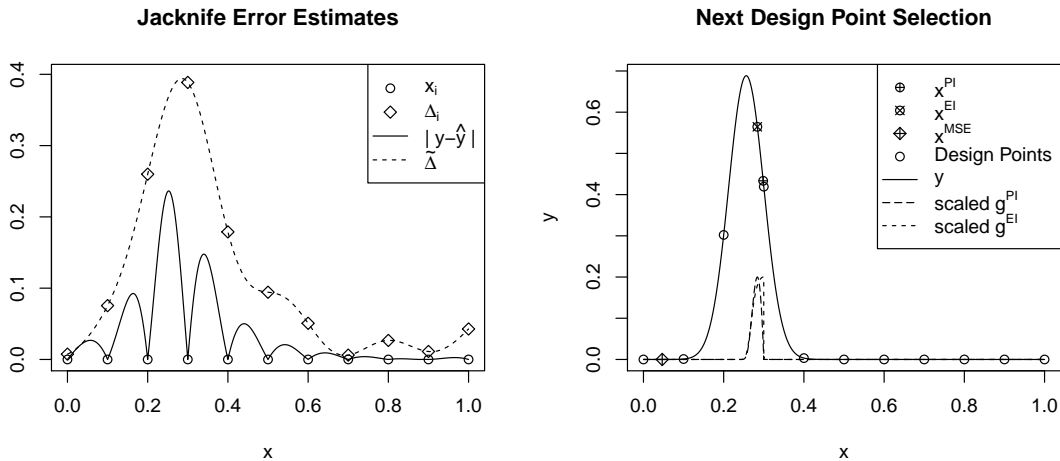 Jacknife Error Estimates
0.0 0.1 0.2 0.3 0.4
x_i
Δ_i
| y−ŷ |
Δ̃
0.0 0.2 0.4 0.6 0.8 1.0
x
Next Design Point Selection
y
0.0 0.2 0.4 0.6
x^PI
x^EI
x^MSE
Design Points
y
scaled g^PI
scaled g^EI
0.0 0.2 0.4 0.6 0.8 1.0
x